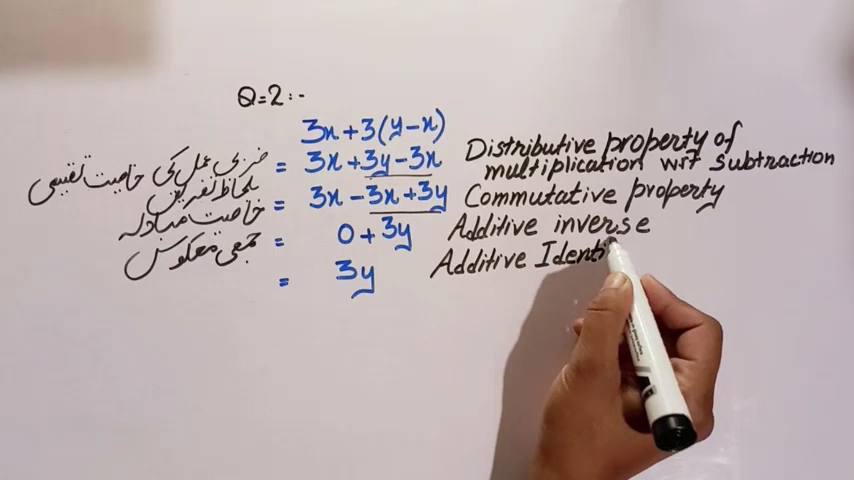 Q=2:-
3x+3(y-x)
ضربی عمل کی خاصیت تقسیمی = 3x+3y-3x Distributive property of
بلحاظ تفریق multiplication wrt subtraction
خاصیت مبادلہ = 3x-3x+3y Commutative property
جمعی معکوس = 0+3y Additive inverse
= 3y Additive Identi